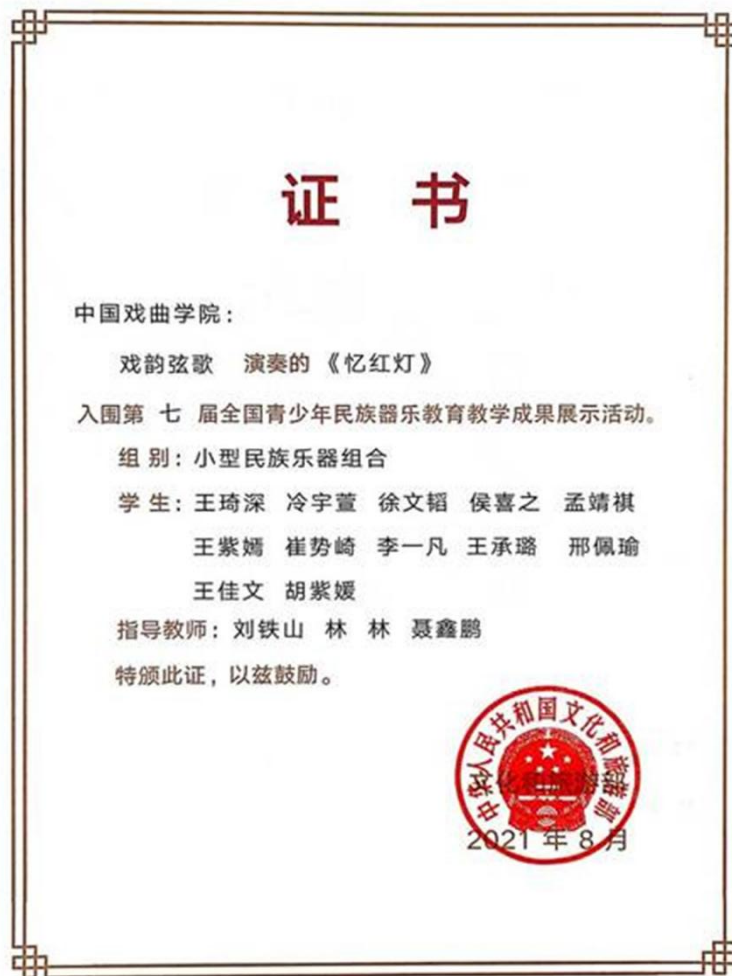 证 书
中国戏曲学院：
戏韵弦歌 演奏的《忆红灯》
入围第 七 届全国青少年民族器乐教育教学成果展示活动。
组 别：小型民族乐器组合
学 生：王琦深 冷宇萱 徐文韬 侯喜之 孟靖祺
王紫嫣 崔势崎 李一凡 王承璐 邢佩瑜
王佳文 胡紫媛
指导教师：刘铁山 林 林 聂鑫鹏
特颁此证，以兹鼓励。
中华人民共和国文化和旅游部
文化和旅游部
2021 年 8 月